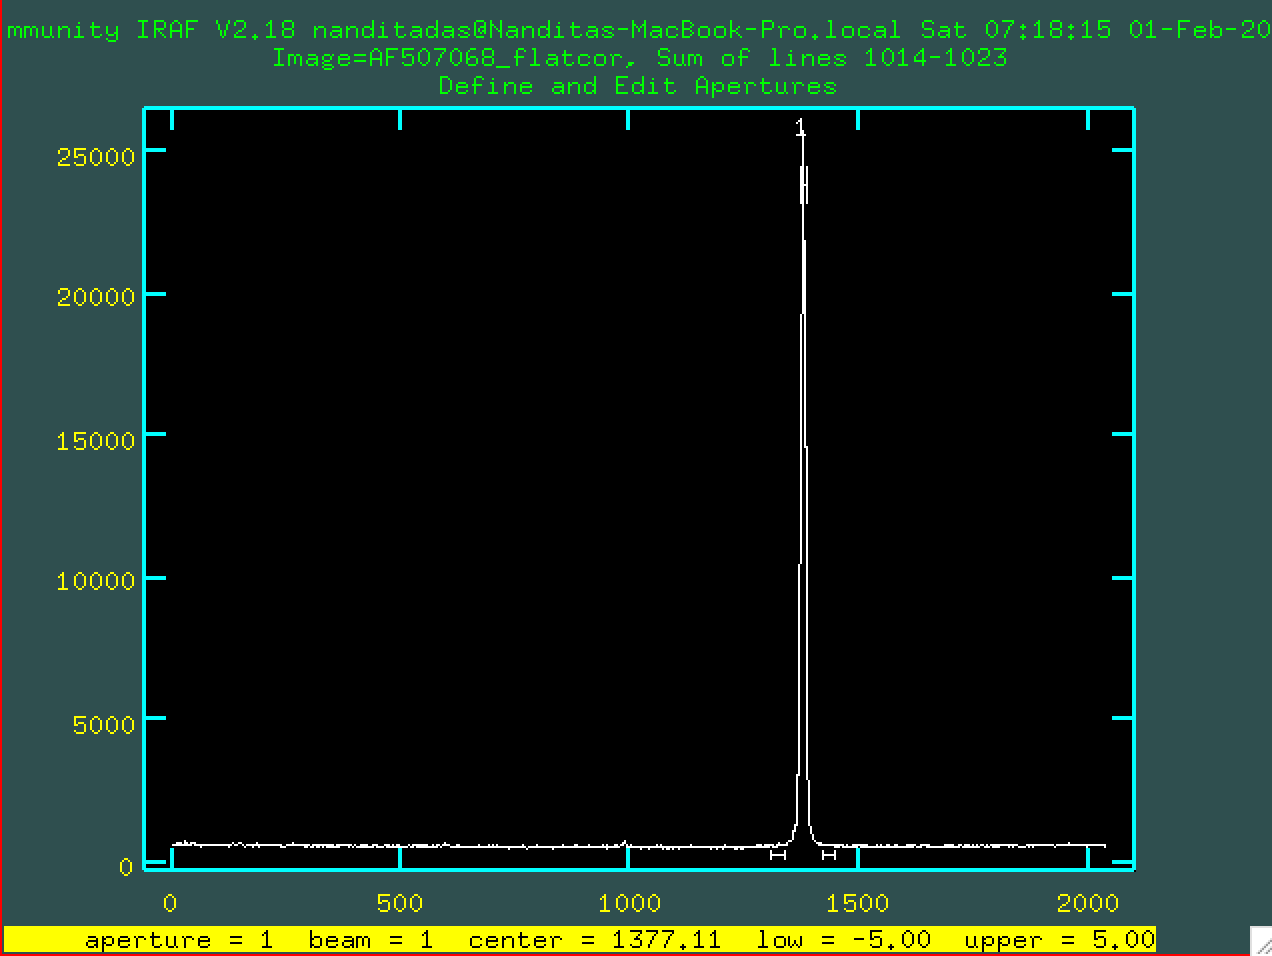 mmunity IRAF V2.18 nanditadas@Nanditas-MacBook-Pro.local Sat 07:18:15 01-Feb-20
Image=AF507068_flatcor, Sum of lines 1014-1023
Define and Edit Apertures
1
25000
20000
15000
10000
5000
0
0 500 1000 1500 2000
aperture = 1 beam = 1 center = 1377.11 low = -5.00 upper = 5.00